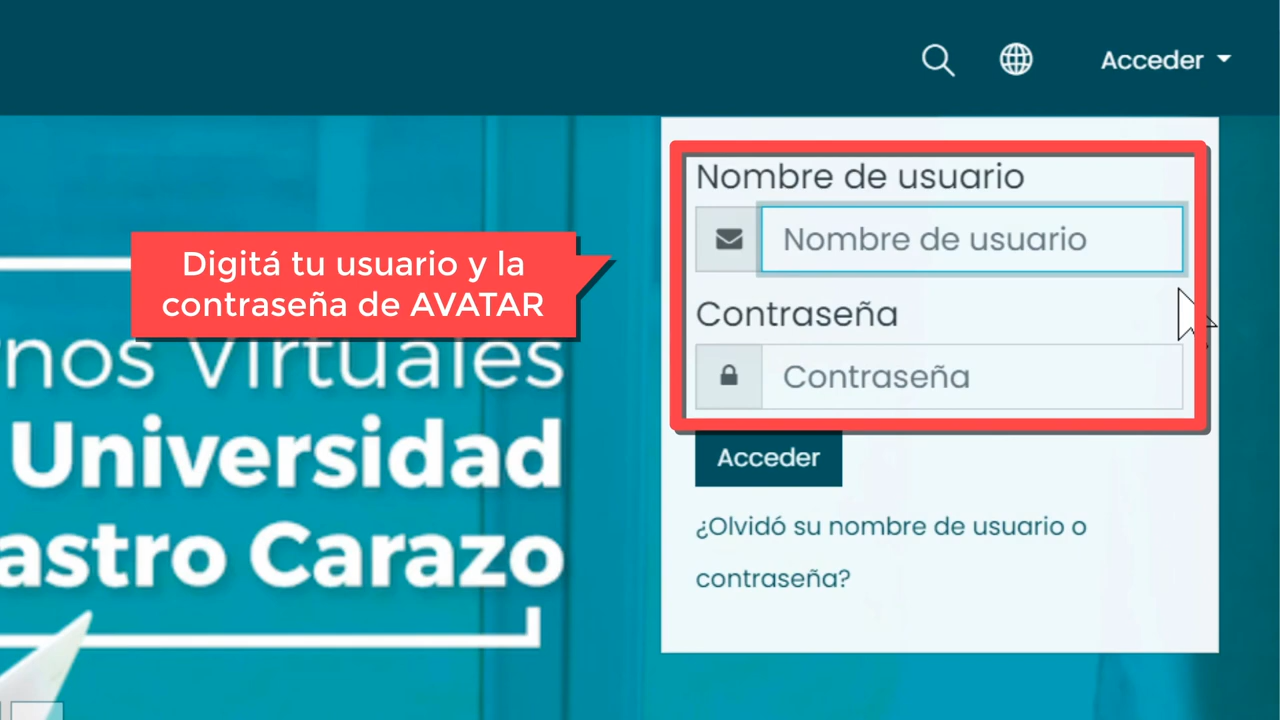 Acceder
Nombre de usuario
Nombre de usuario
Contraseña
Contraseña
Acceder
¿Olvidó su nombre de usuario o
contraseña?
Digitá tu usuario y la
contraseña de AVATAR
nos Virtuales
Universidad
astro Carazo